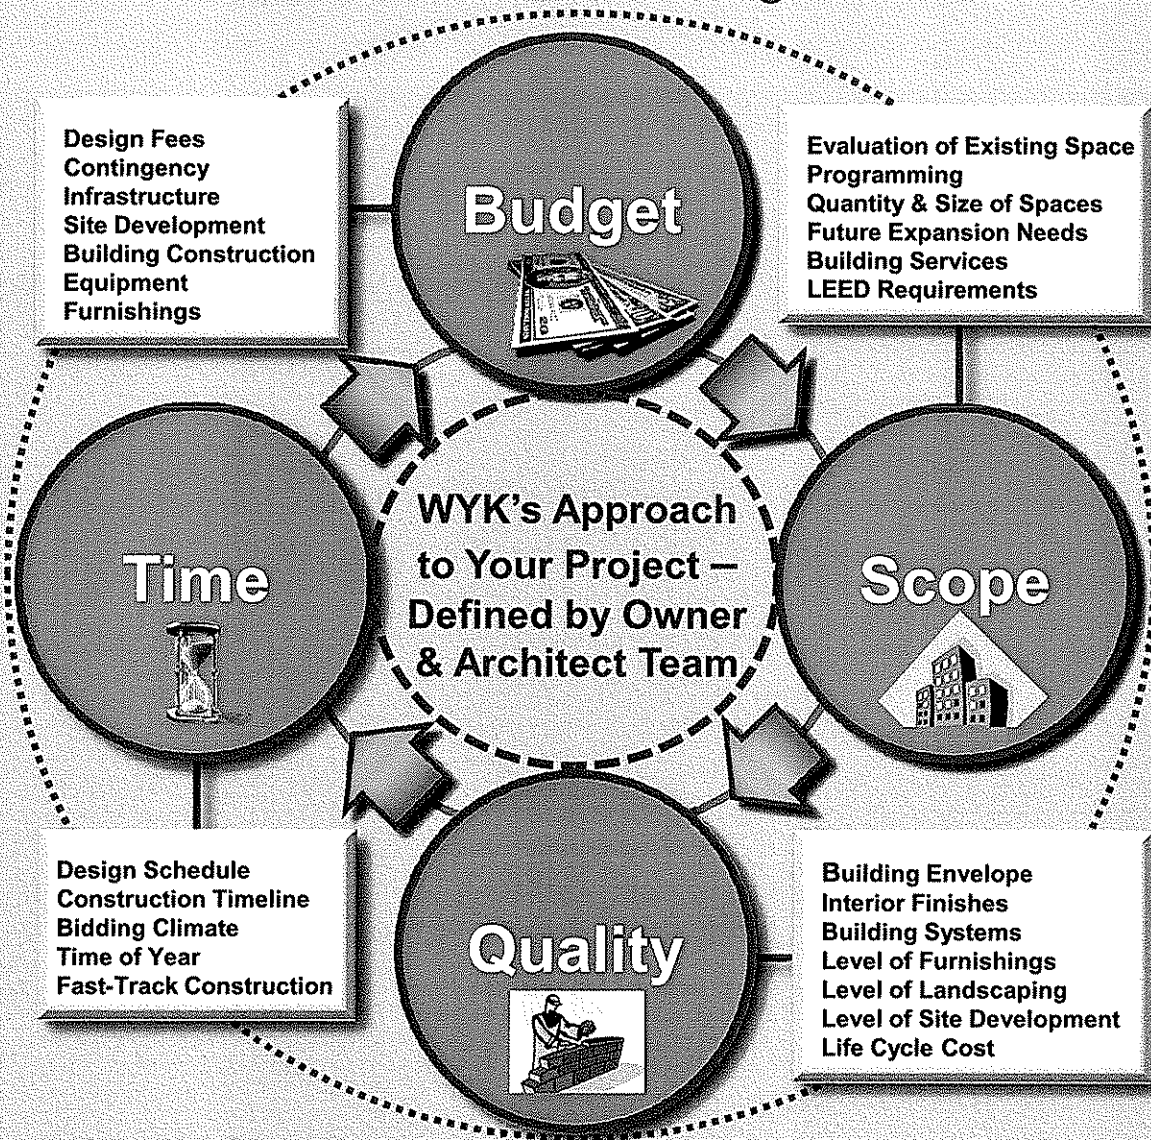 Design Fees
Contingency
Infrastructure
Site Development
Building Construction
Equipment
Furnishings
Budget
Evaluation of Existing Space
Programming
Quantity & Size of Spaces
Future Expansion Needs
Building Services
LEED Requirements
Time
WYK's Approach
to Your Project –
Defined by Owner
& Architect Team
Scope
Design Schedule
Construction Timeline
Bidding Climate
Time of Year
Fast-Track Construction
Quality
Building Envelope
Interior Finishes
Building Systems
Level of Furnishings
Level of Landscaping
Level of Site Development
Life Cycle Cost